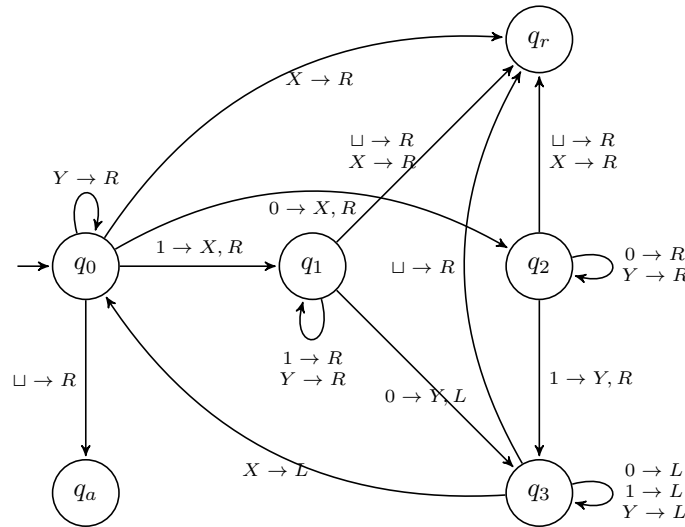 q_r
X → R
⊔ → R
X → R
⊔ → R
X → R
Y → R
0 → X, R
q_0
1 → X, R
q_1
⊔ → R
q_2
0 → R
Y → R
1 → R
Y → R
⊔ → R
0 → Y, L
1 → Y, R
X → L
q_a
q_3
0 → L
1 → L
Y → L